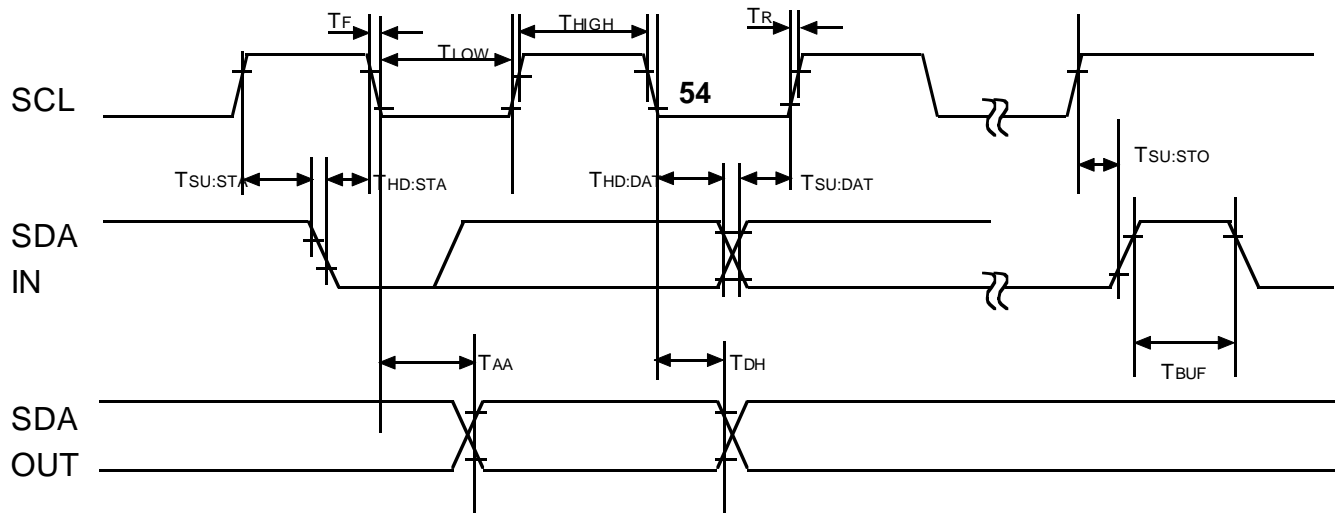 TF
THIGH
TR
TLOW
SCL
54
TSU:STA
THD:STA
THD:DAT
TSU:DAT
TSU:STO
SDA
IN
TAA
TDH
TBUF
SDA
OUT